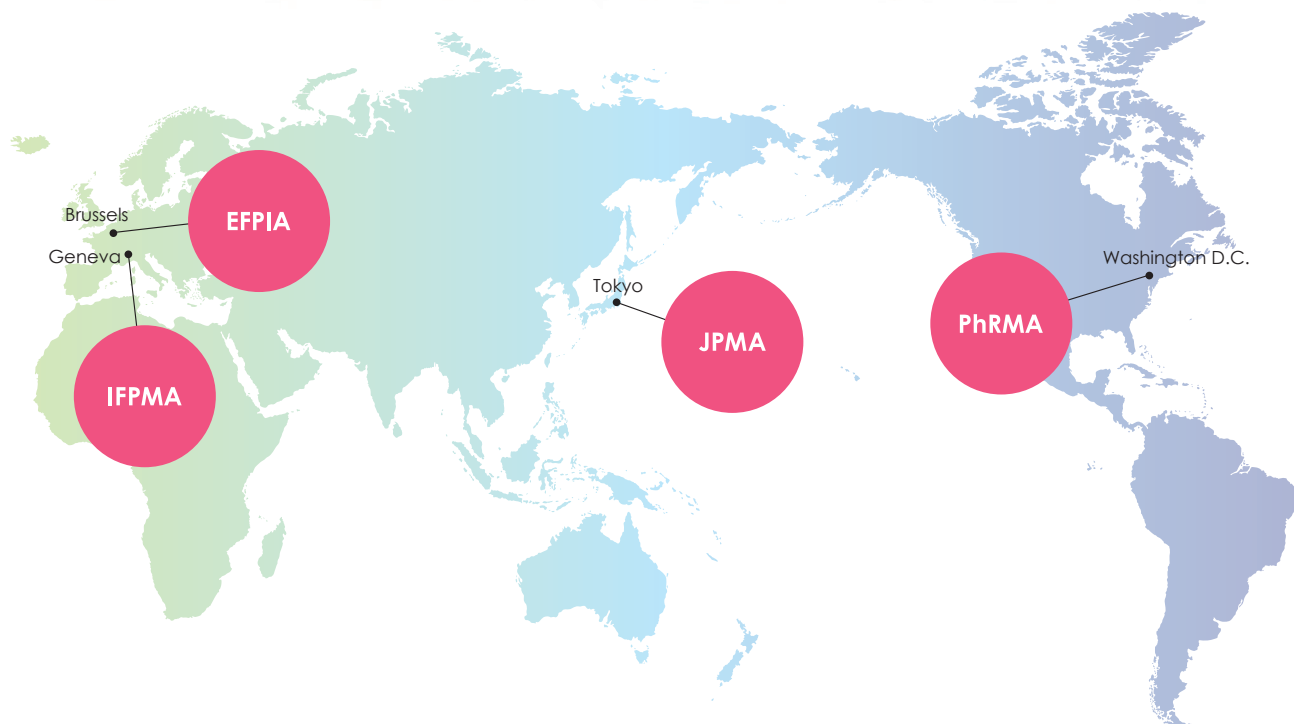 Brussels
EFPIA
Geneva
Washington D.C.
Tokyo
PhRMA
JPMA
IFPMA